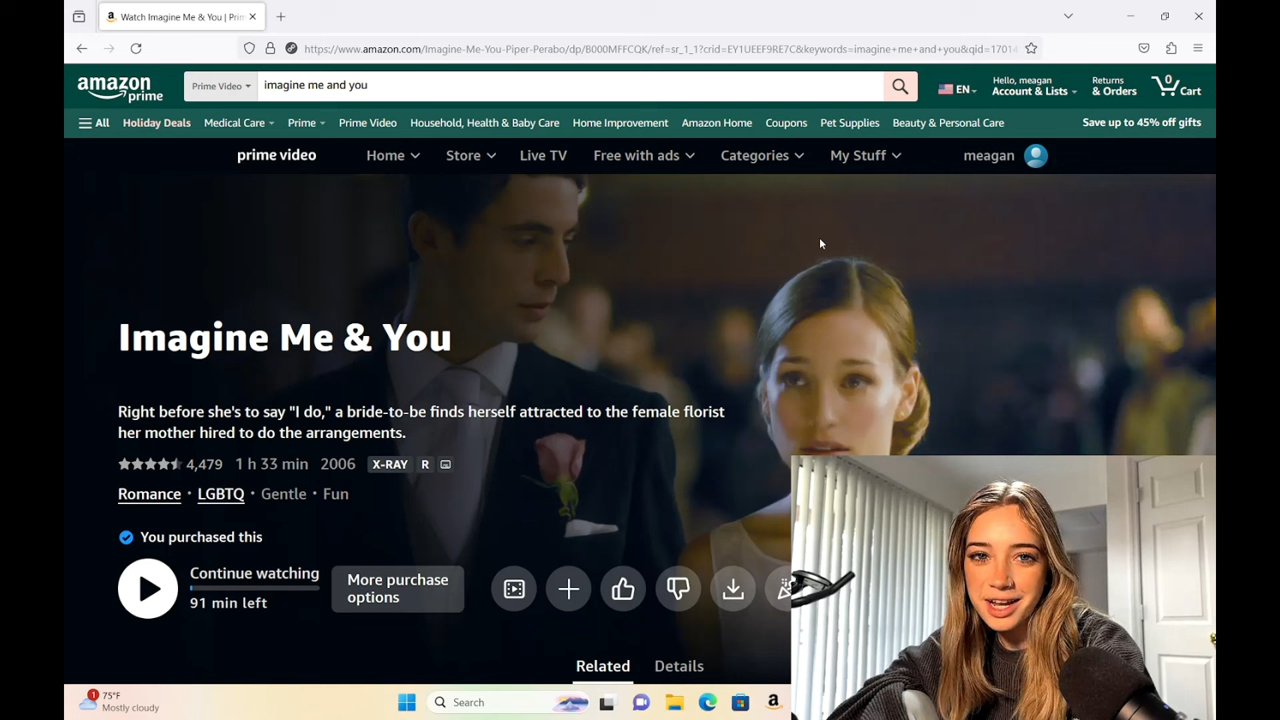 Watch Imagine Me & You | Prim
https://www.amazon.com/Imagine-Me-You-Piper-Perabo/dp/B000MFFCQK/ref=sr_1_1?crid=EY1UEEF9RE7C&keywords=imagine+me+and+you&qid=17014
amazon prime
Prime Video
imagine me and you
EN
Hello, meagan
Account & Lists
Returns
& Orders
0
Cart
All
Holiday Deals
Medical Care
Prime
Prime Video
Household, Health & Baby Care
Home Improvement
Amazon Home
Coupons
Pet Supplies
Beauty & Personal Care
Save up to 45% off gifts
prime video
Home
Store
Live TV
Free with ads
Categories
My Stuff
meagan
Imagine Me & You
Right before she's to say "I do," a bride-to-be finds herself attracted to the female florist
her mother hired to do the arrangements.
4,479 1 h 33 min 2006 X-RAY R
Romance · LGBTQ · Gentle · Fun
You purchased this
Continue watching
91 min left
More purchase
options
Related
Details
1
75°F
Mostly cloudy
Search